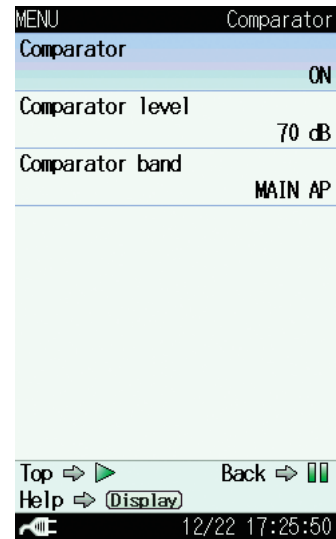 MENU Comparator
Comparator
ON
Comparator level
70 dB
Comparator band
MAIN AP
Top ⇨ ▷ Back ⇨ ▯▯
Help ⇨ (Display)
12/22 17:25:50